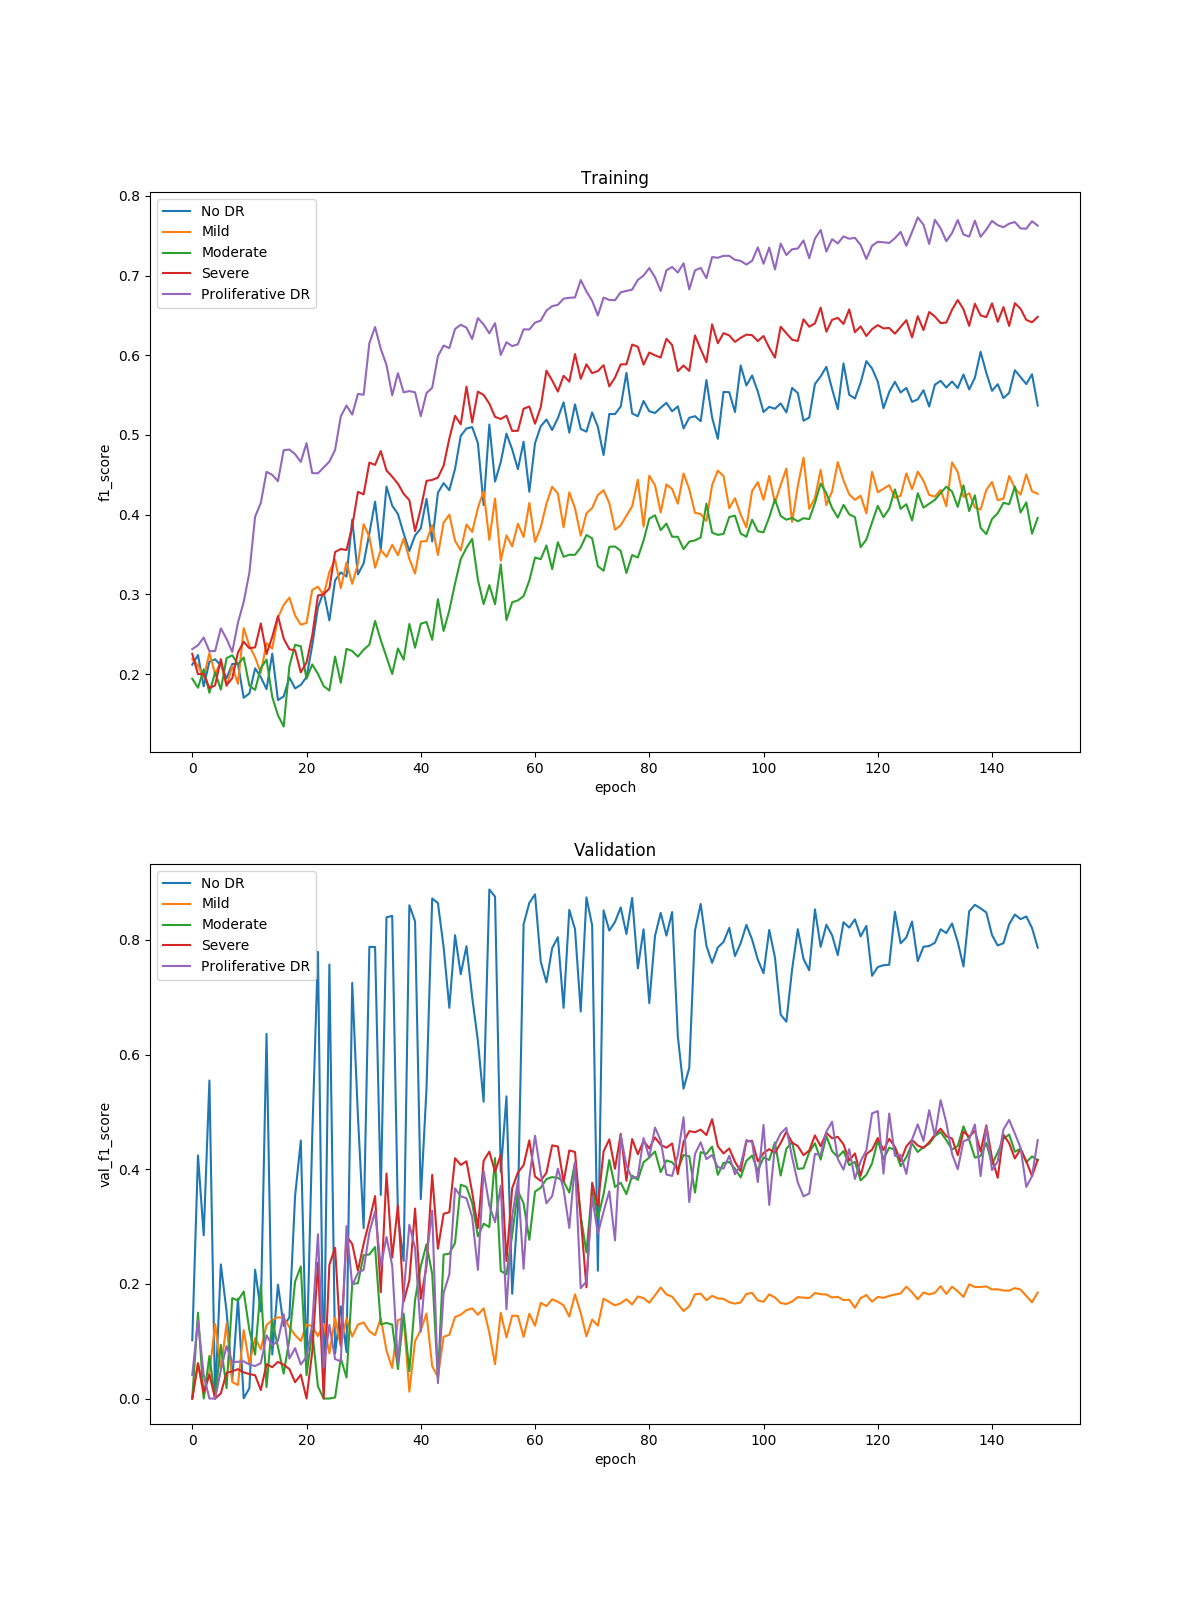 Training
0.8
0.7
0.6
0.5
0.4
0.3
0.2
f1_score
No DR
Mild
Moderate
Severe
Proliferative DR
0 20 40 60 80 100 120 140
epoch
Validation
0.8
0.6
0.4
0.2
0.0
val_f1_score
No DR
Mild
Moderate
Severe
Proliferative DR
0 20 40 60 80 100 120 140
epoch